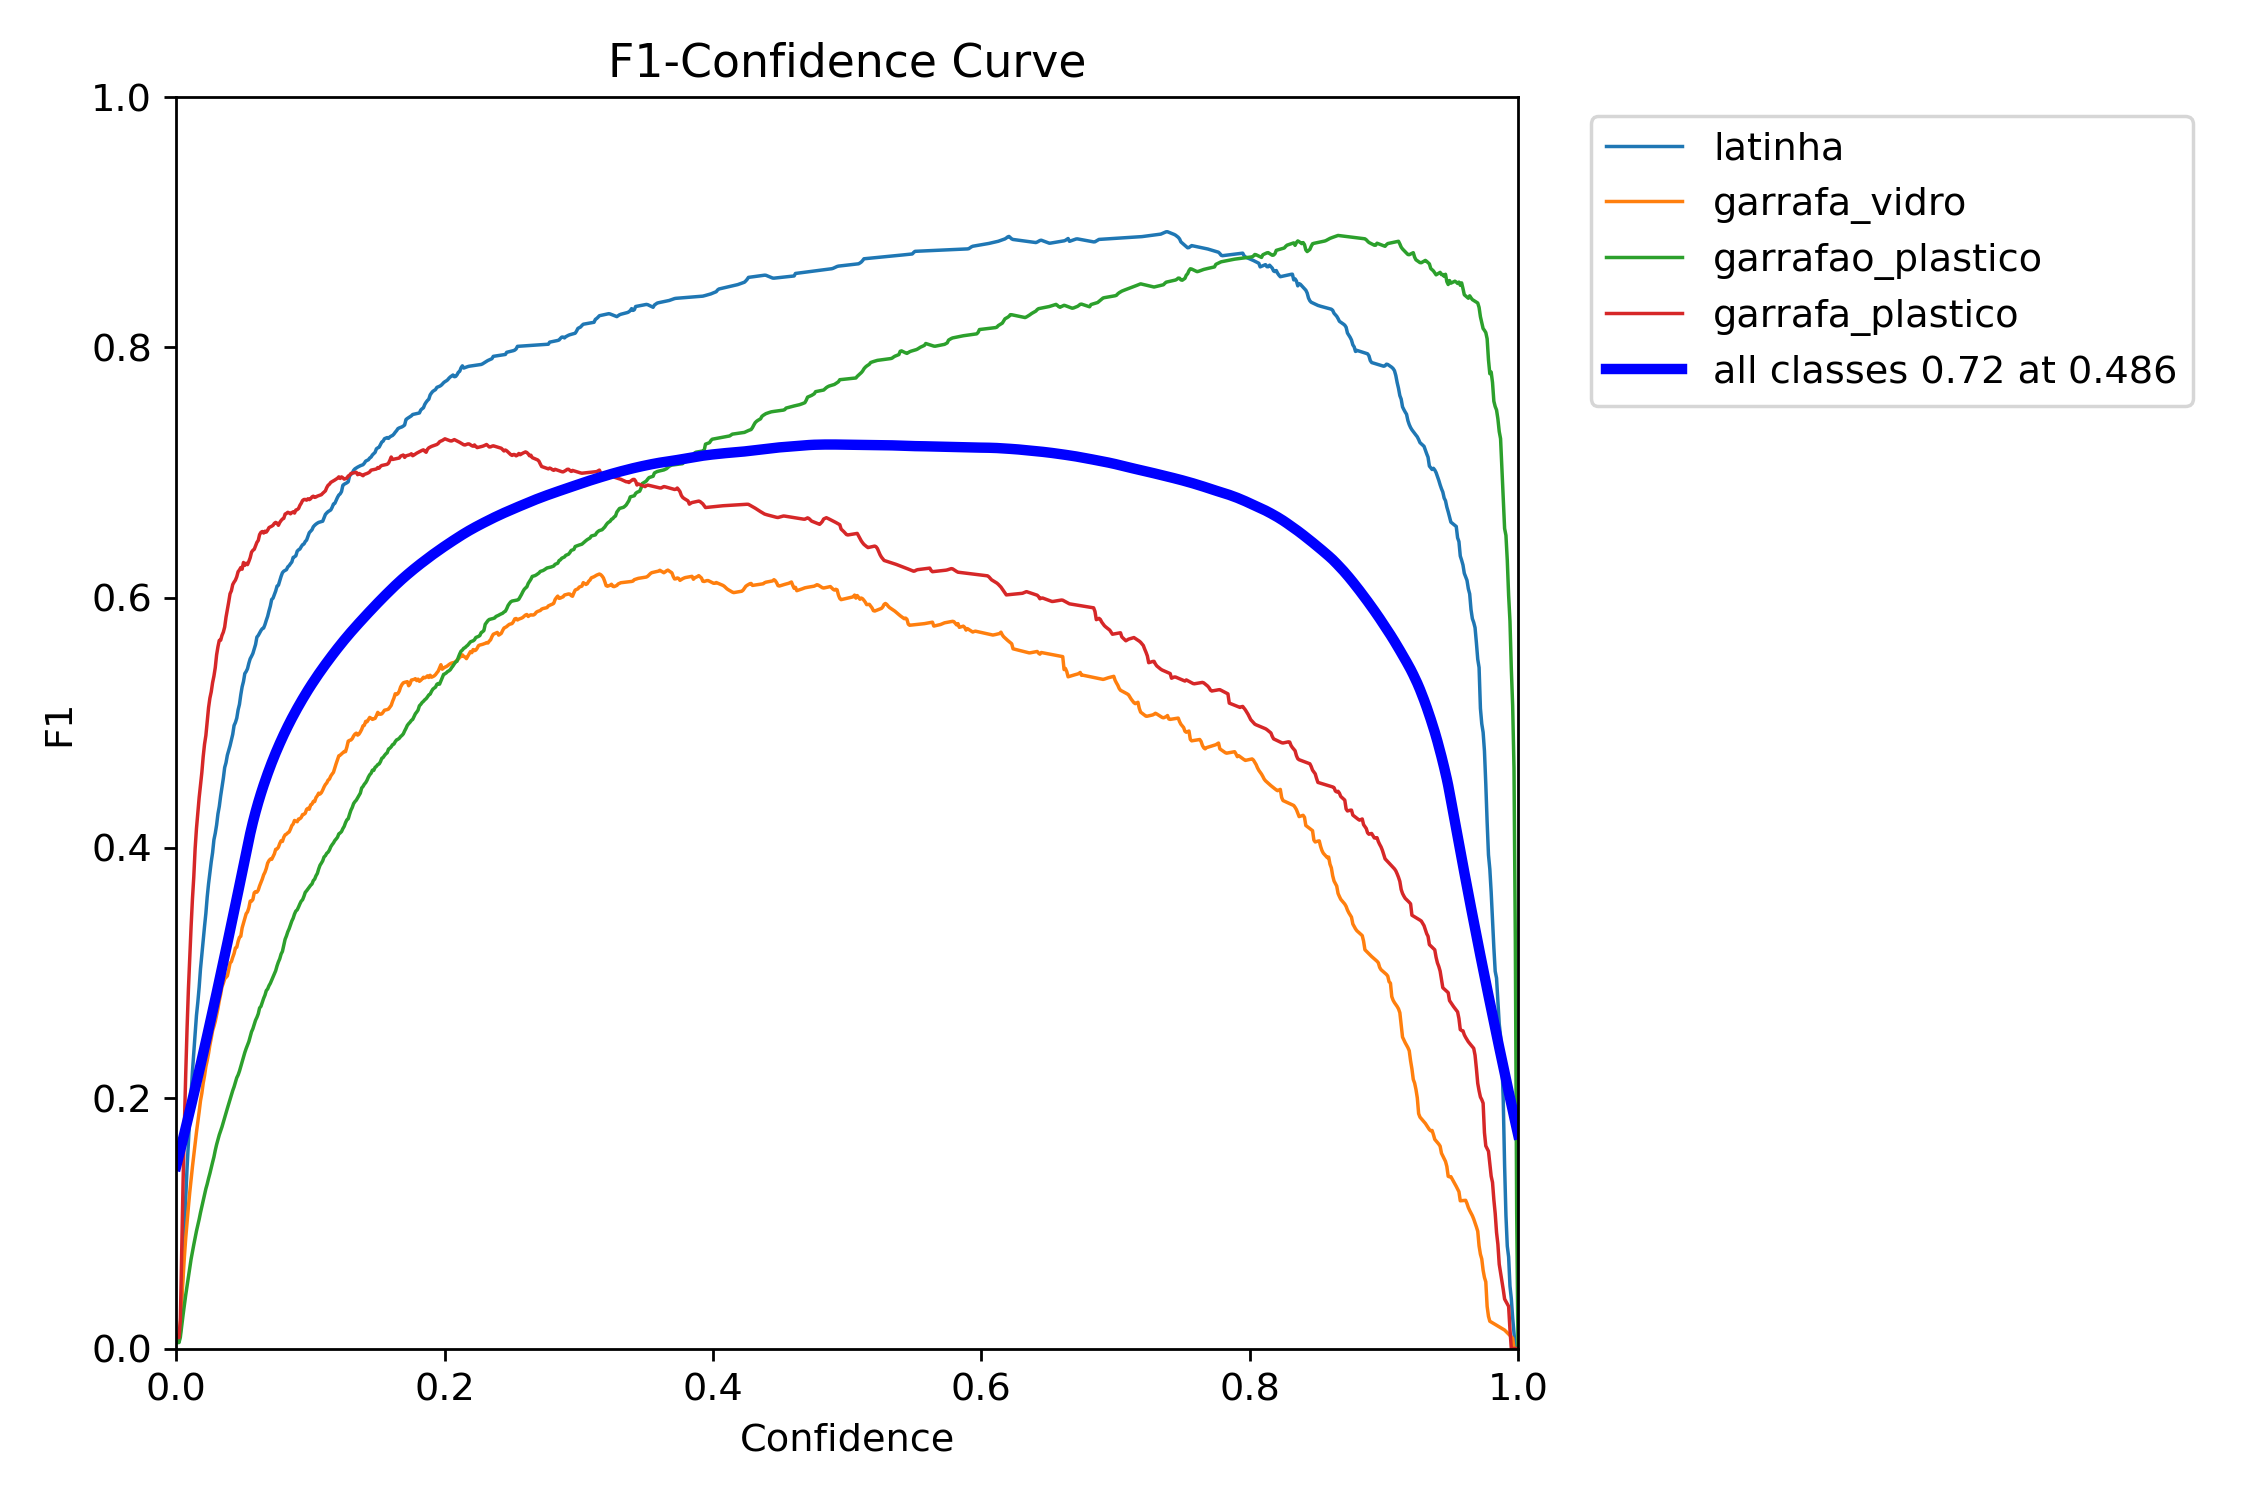 F1-Confidence Curve
1.0
0.8
0.6
0.4
0.2
0.0
F1
0.0 0.2 0.4 0.6 0.8 1.0
Confidence
latinha
garrafa_vidro
garrafao_plastico
garrafa_plastico
all classes 0.72 at 0.486